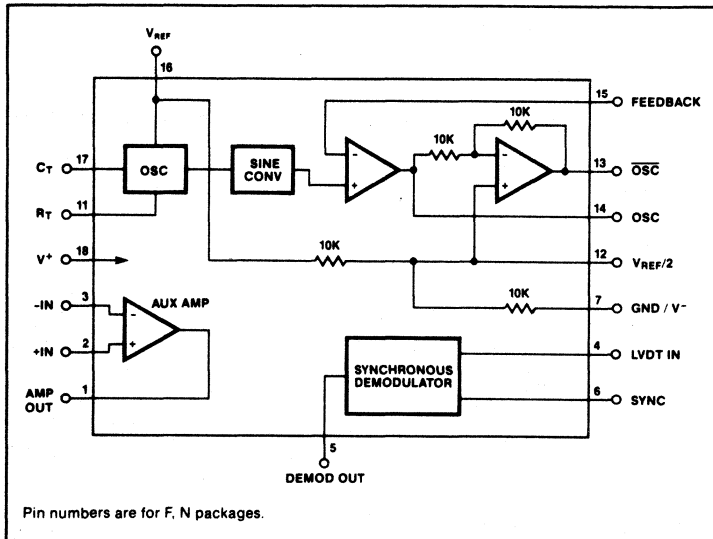 VREF
16
15 FEEDBACK
10K
10K
CT 17
OSC
SINE
CONV
-
+
-
+
13 OSC
14 OSC
RT 11
V+ 18
10K
12 VREF/2
-IN 3
AUX AMP
-
10K
7 GND / V-
+IN 2
+
SYNCHRONOUS
DEMODULATOR
4 LVDT IN
6 SYNC
AMP
OUT
1
5
DEMOD OUT
Pin numbers are for F, N packages.